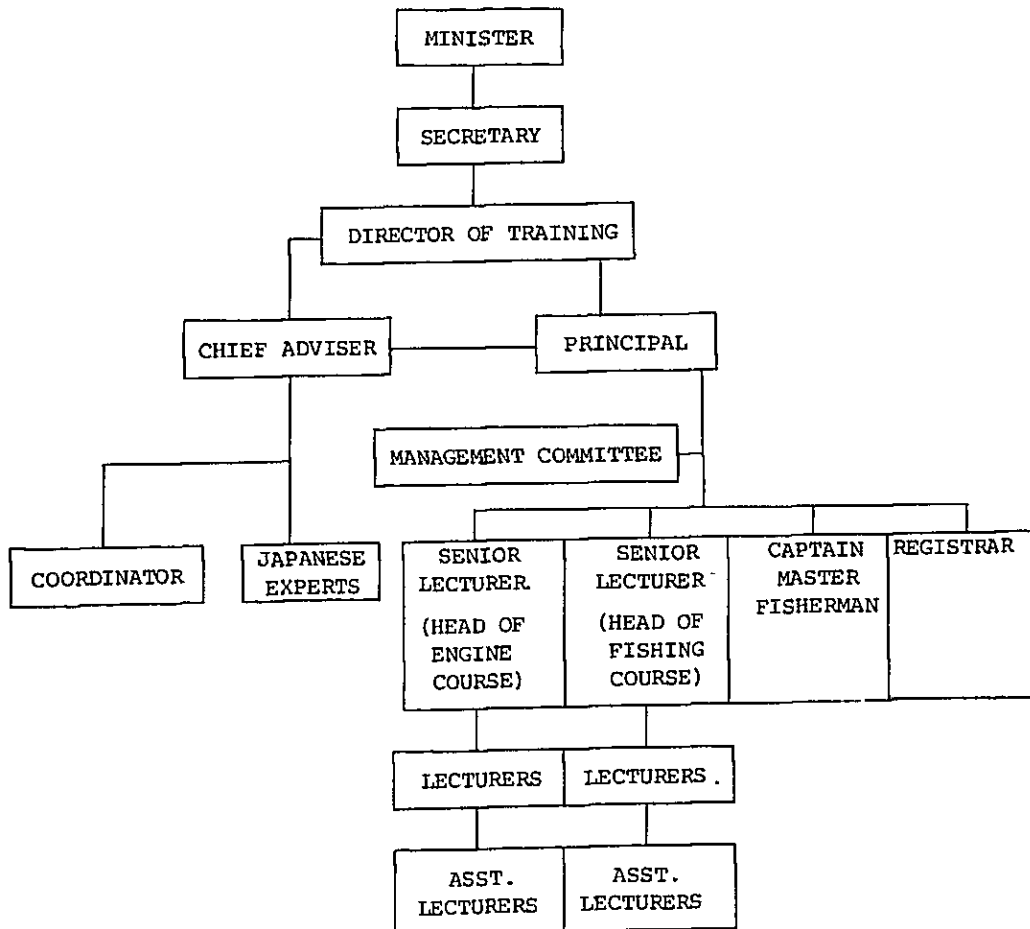 MINISTER
SECRETARY
DIRECTOR OF TRAINING
CHIEF ADVISER
PRINCIPAL
MANAGEMENT COMMITTEE
COORDINATOR
JAPANESE
EXPERTS
SENIOR
LECTURER
(HEAD OF
ENGINE
COURSE)
SENIOR
LECTURER
(HEAD OF
FISHING
COURSE)
CAPTAIN
MASTER
FISHERMAN
REGISTRAR
LECTURERS
LECTURERS.
ASST.
LECTURERS
ASST.
LECTURERS